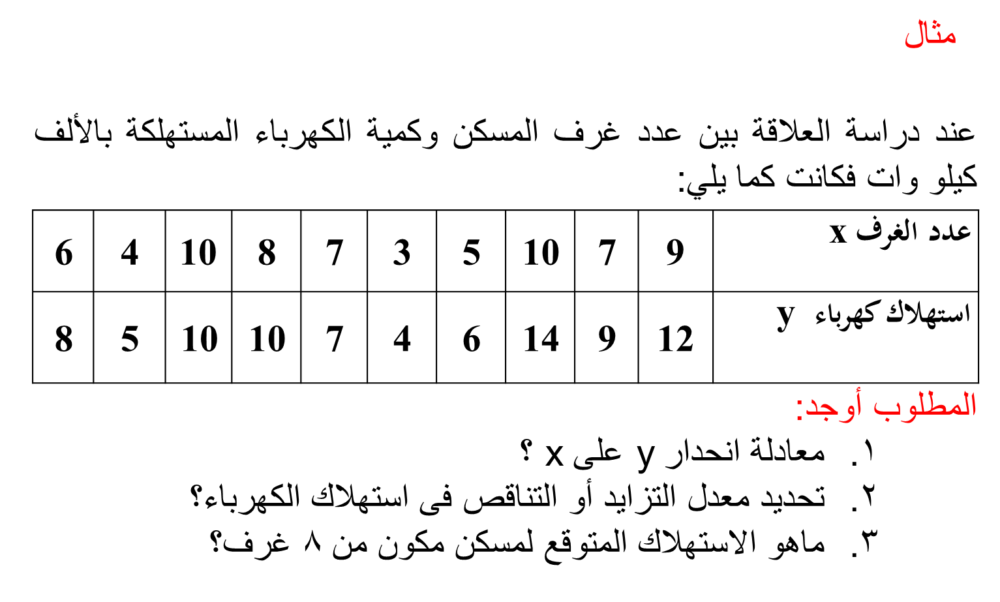 مثال
عند دراسة العلاقة بين عدد غرف المسكن وكمية الكهرباء المستهلكة بالألف
كيلو وات فكانت كما يلي:
عدد الغرف x 9 7 10 5 3 7 8 10 4 6
استهلاك كهرباء y 12 9 14 6 4 7 10 10 5 8
المطلوب أوجد:
١. معادلة انحدار y على x ؟
٢. تحديد معدل التزايد أو التناقص فى استهلاك الكهرباء؟
٣. ماهو الاستهلاك المتوقع لمسكن مكون من ٨ غرف؟